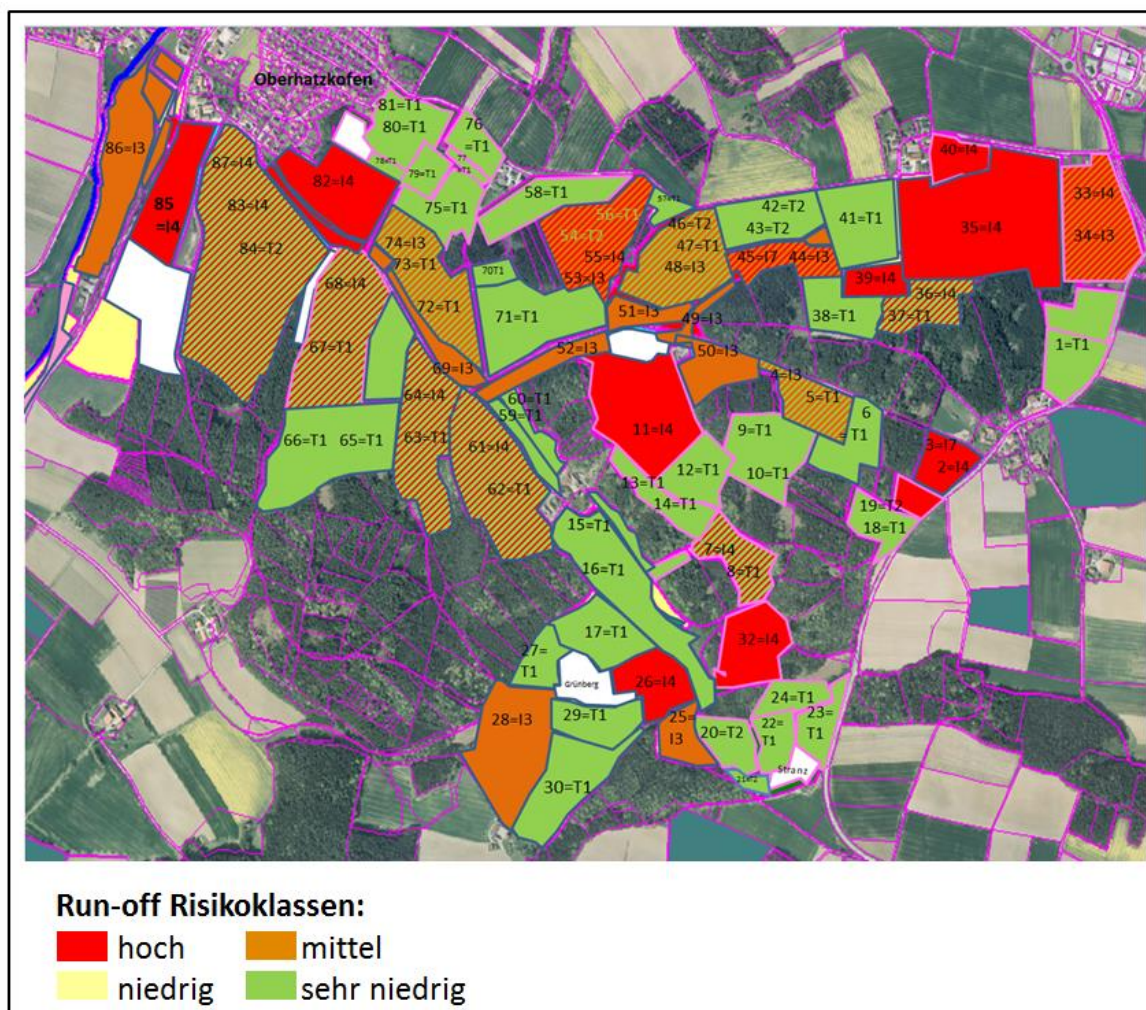 Oberhatzkofen
81=T1
80=T1
76
=T1
77
=T1
78=T1
79=T1
75=T1
86=I3
87=I4
85
=I4
83=I4
84=T2
82=I4
58=T1
57=T1
56=T1
54=T2
55=I4
53=I3
46=T2
47=T1
48=I3
42=T2
43=T2
41=T1
40=I4
35=I4
33=I4
34=I3
45=I7
44=I3
39=I4
36=I4
37=T1
38=T1
1=T1
74=I3
73=T1
72=T1
70T1
71=T1
68=I4
67=T1
69=I3
51=I3
49=I3
52=I3
50=I3
4=I3
5=T1
6
=T1
64=I4
60=T1
59=T1
61=I4
63=T1
62=T1
66=T1
65=T1
11=I4
9=T1
10=T1
12=T1
13=T1
14=T1
3=I7
2=I4
19=T2
18=T1
15=T1
16=T1
7=I4
8=T1
17=T1
27=
T1
Grünberg
26=I4
32=I4
28=I3
29=T1
25=
I3
20=T2
24=T1
22=
T1
23=
T1
Stranz
21=T2
30=T1
Run-off Risikoklassen:
hoch
mittel
niedrig
sehr niedrig